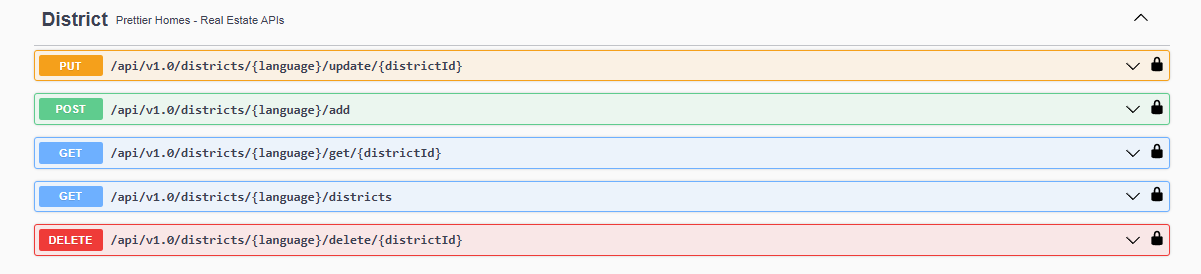 District Prettier Homes - Real Estate APIs
PUT /api/v1.0/districts/{language}/update/{districtId}
POST /api/v1.0/districts/{language}/add
GET /api/v1.0/districts/{language}/get/{districtId}
GET /api/v1.0/districts/{language}/districts
DELETE /api/v1.0/districts/{language}/delete/{districtId}